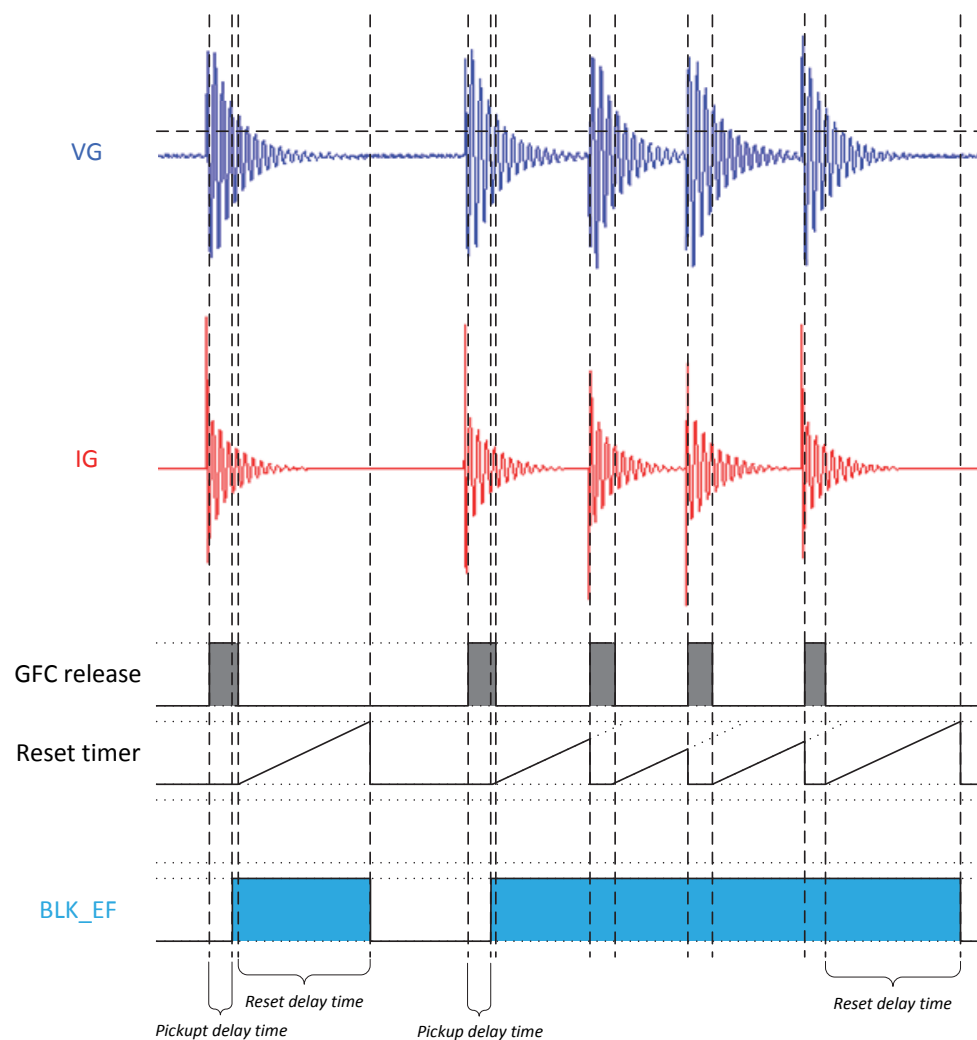 VG
IG
GFC release
Reset timer
BLK_EF
Reset delay time
Reset delay time
Pickupt delay time
Pickup delay time